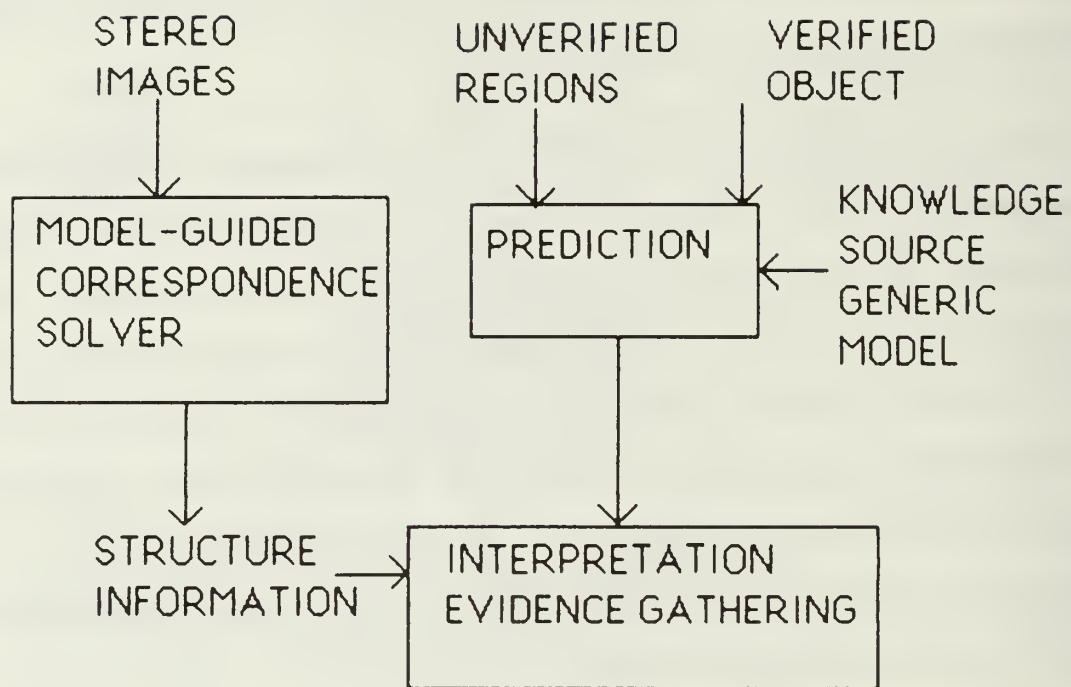 STEREO
IMAGES
UNVERIFIED
REGIONS
VERIFIED
OBJECT
MODEL-GUIDED
CORRESPONDENCE
SOLVER
PREDICTION
KNOWLEDGE
SOURCE
GENERIC
MODEL
STRUCTURE
INFORMATION
INTERPRETATION
EVIDENCE GATHERING